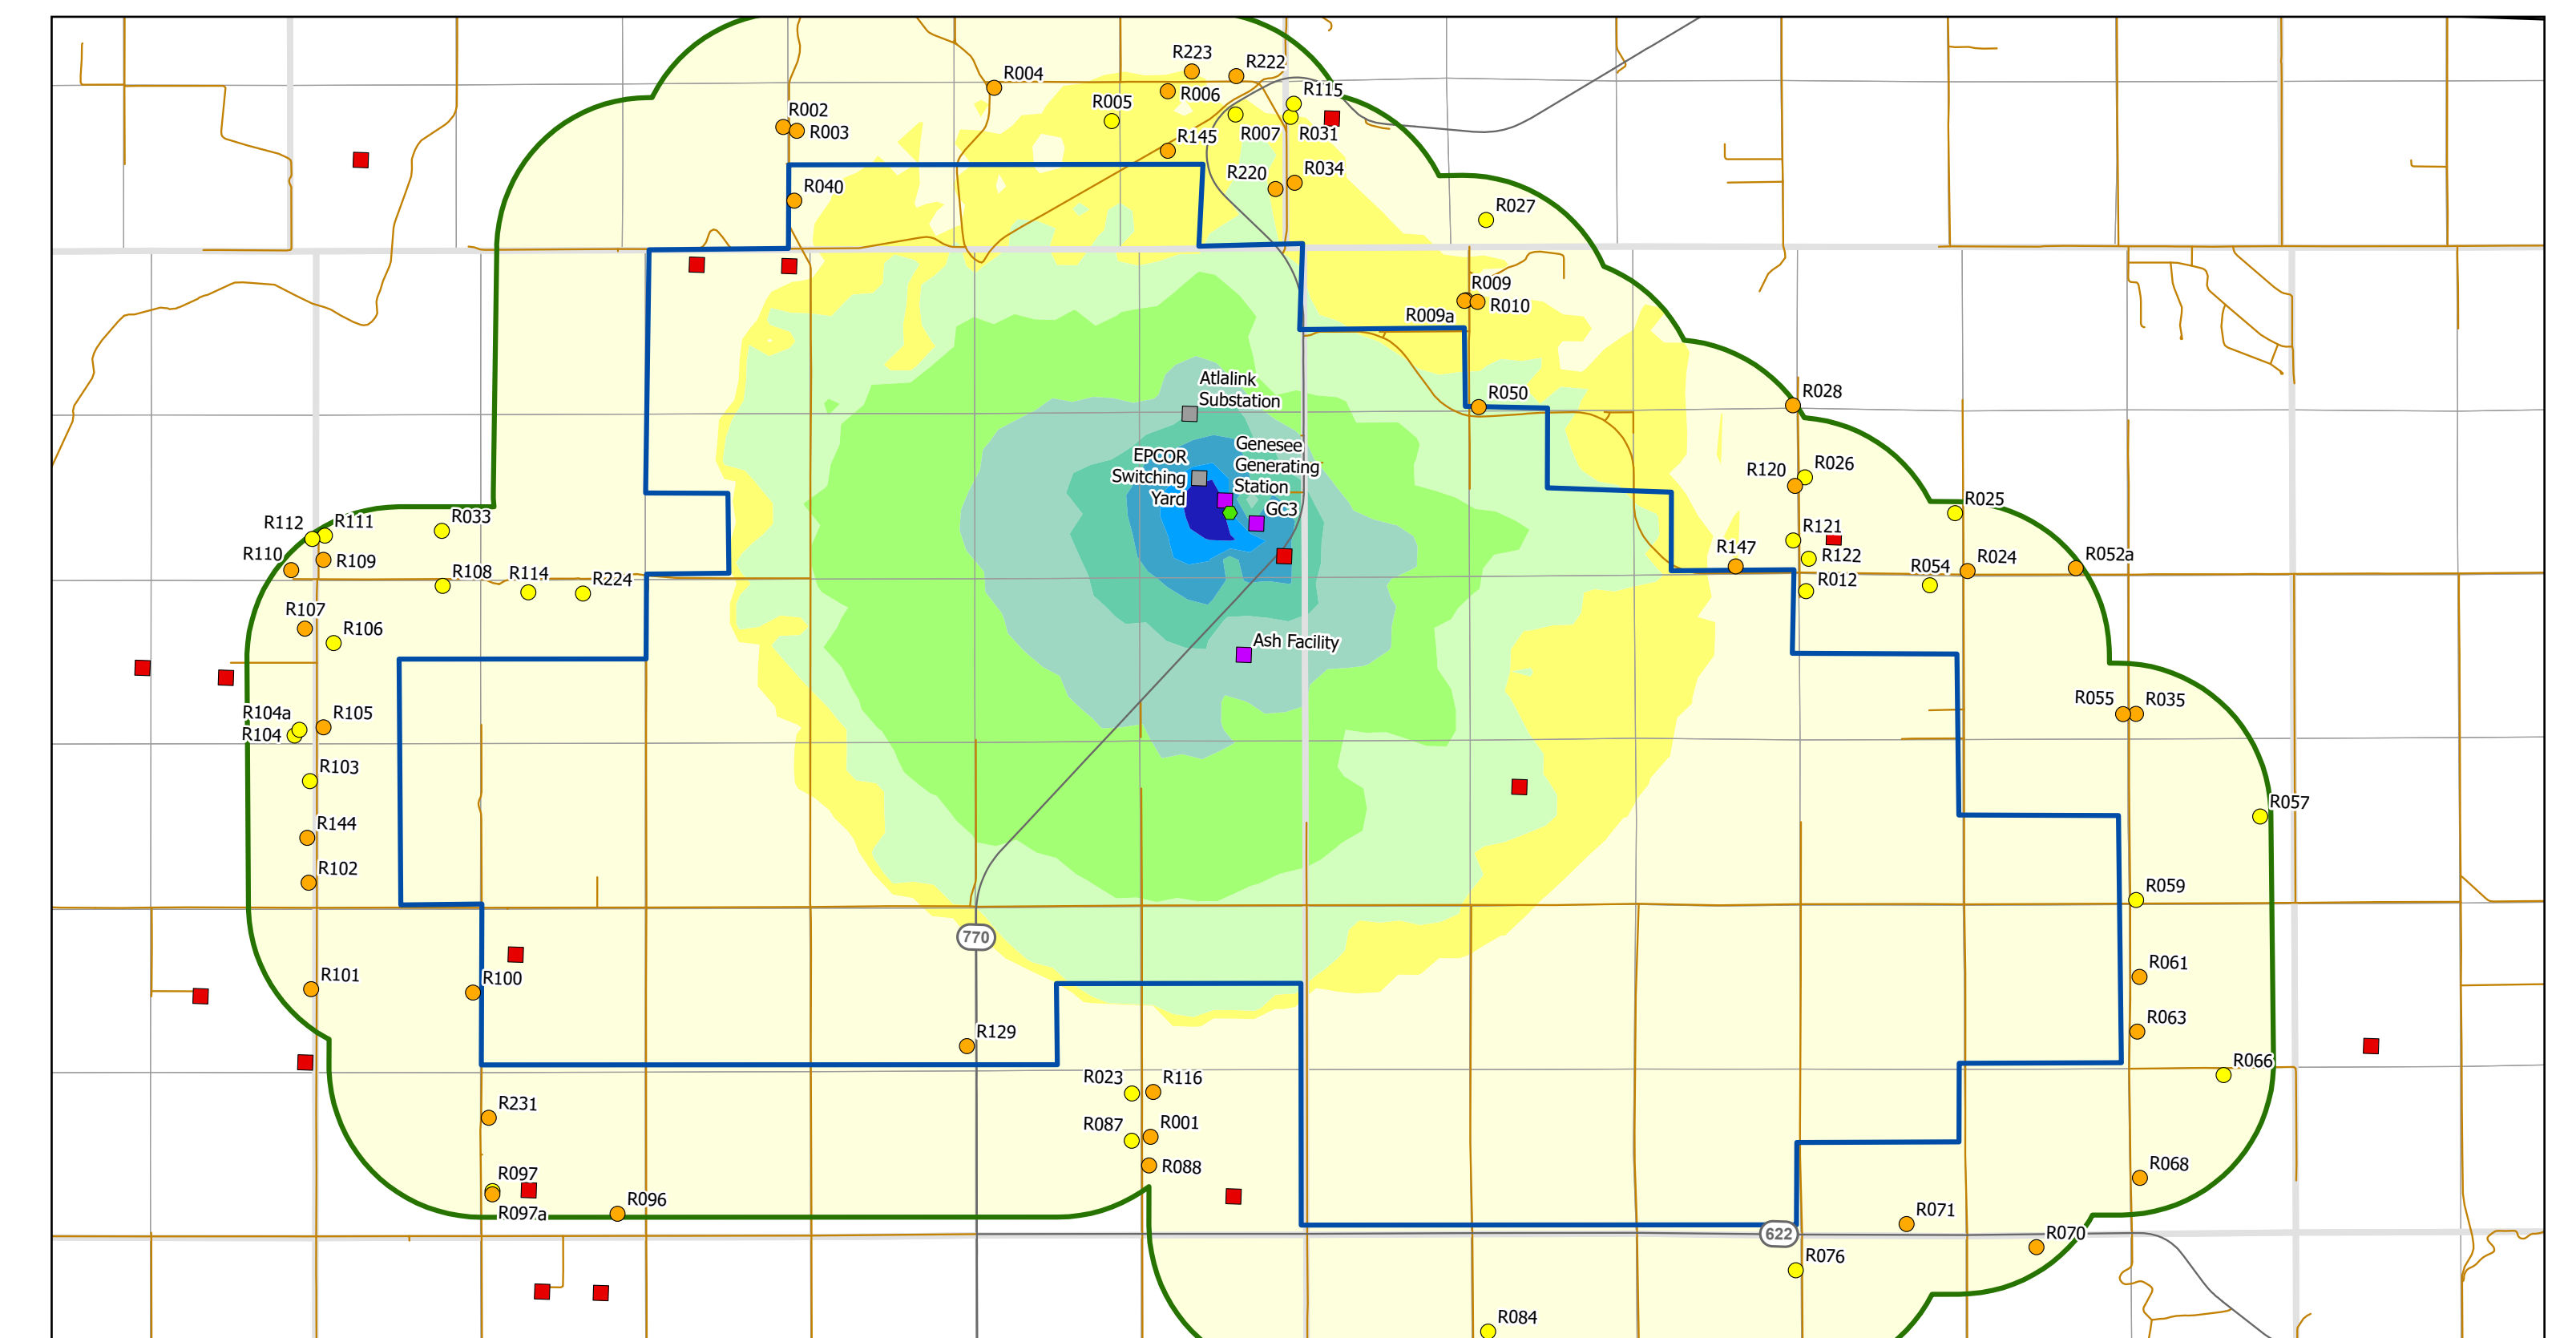 R223
R222
R004
R006
R115
R005
R002
R003
R007
R031
R145
R220
R034
R040
R027
R009
R010
R009a
Atlalink
Substation
R050
R028
EPCOR
Switching
Yard
Genesee
Generating
Station
GC3
R120
R026
R025
R112
R111
R033
R121
R110
R109
R147
R122
R024
R052a
R108
R114
R224
R054
R012
R107
R106
Ash Facility
R055
R035
R104a
R105
R104
R103
R057
R144
R102
R059
770
R061
R101
R100
R063
R129
R066
R023
R116
R231
R087
R001
R088
R068
R097
R096
R097a
R071
622
R070
R076
R084